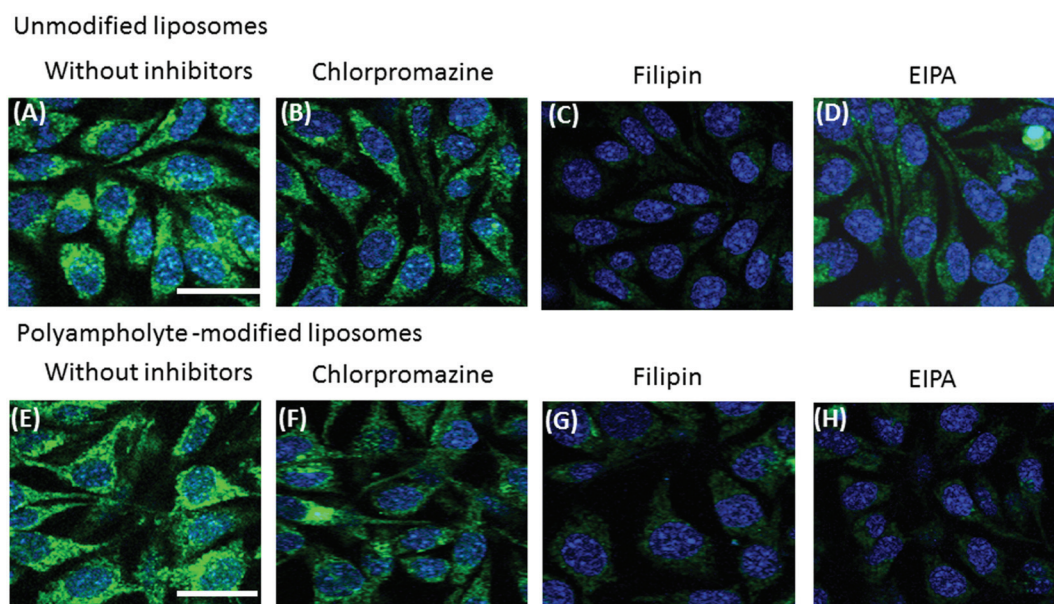 Unmodified liposomes
Without inhibitors Chlorpromazine Filipin EIPA
(A) (B) (C) (D)
Polyampholyte -modified liposomes
Without inhibitors Chlorpromazine Filipin EIPA
(E) (F) (G) (H)